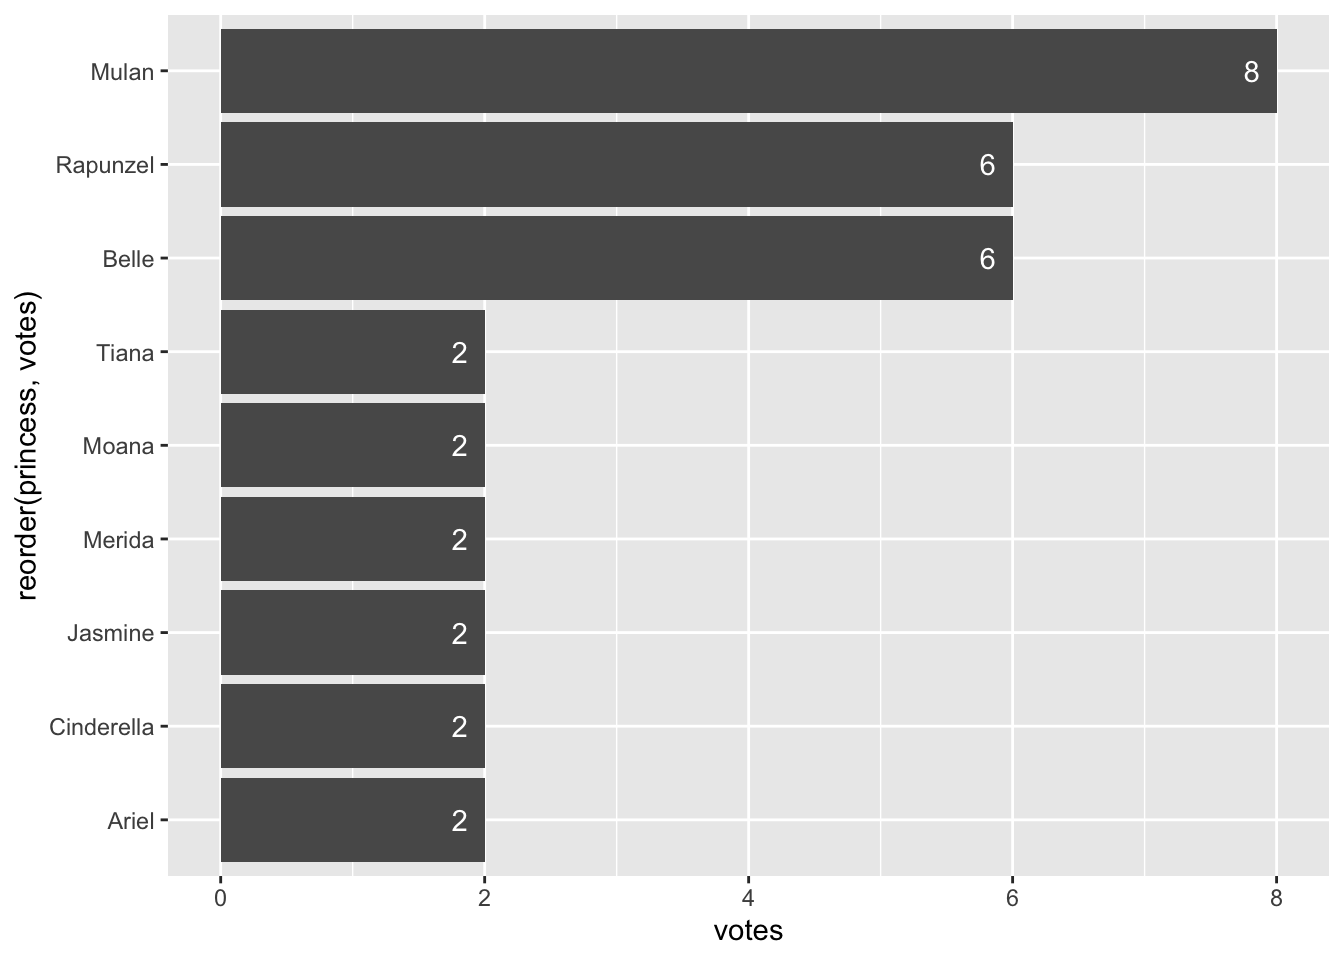 Mulan 8
Rapunzel 6
Belle 6
Tiana 2
Moana 2
Merida 2
Jasmine 2
Cinderella 2
Ariel 2
reorder(princess, votes)
0 2 4 6 8
votes